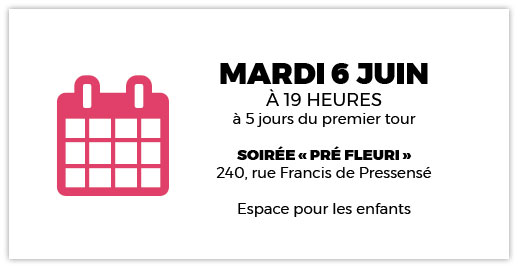 MARDI 6 JUIN
À 19 HEURES
à 5 jours du premier tour
SOIRÉE « PRÉ FLEURI »
240, rue Francis de Pressensé
Espace pour les enfants